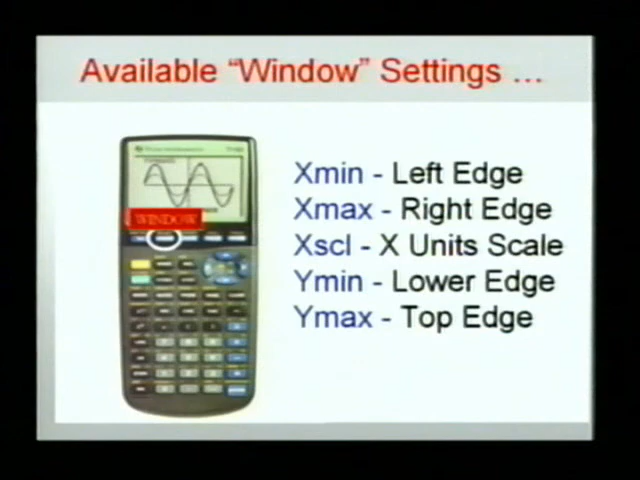 Available “Window” Settings ...
Xmin - Left Edge
Xmax - Right Edge
Xscl - X Units Scale
Ymin - Lower Edge
Ymax - Top Edge
WINDOW